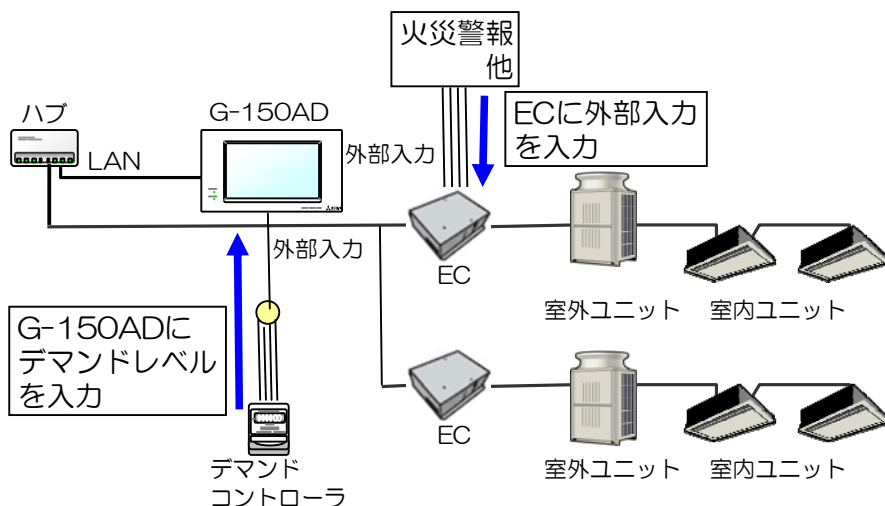 火災警報
他
ハブ
G-150AD
ECに外部入力
を入力
外部入力
LAN
外部入力
EC
室外ユニット
室内ユニット
G-150ADに
デマンドレベル
を入力
EC
デマンド
コントローラ
室外ユニット
室内ユニット